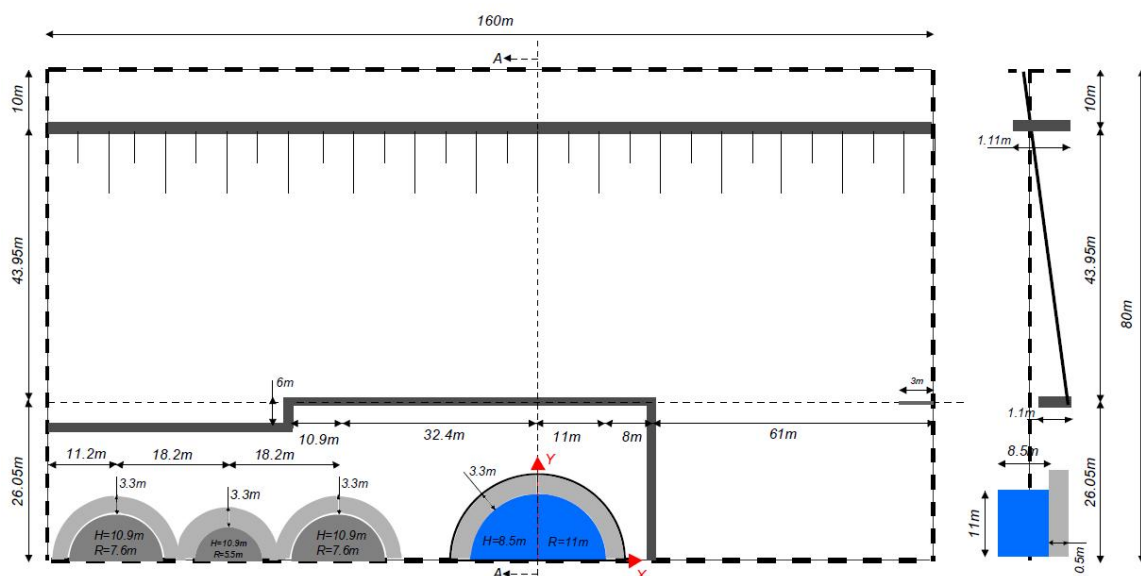 160m
A
10m
10m
1.11m
43.95m
43.95m
80m
6m
3m
1.1m
10.9m
32.4m
11m
8m
61m
26.05m
11.2m
18.2m
18.2m
Y
8.5m
26.05m
3.3m
3.3m
3.3m
3.3m
H=10.9m
R=7.6m
H=10.9m
R=5.5m
H=10.9m
R=7.6m
H=8.5m
R=11m
11m
0.5m
A
X